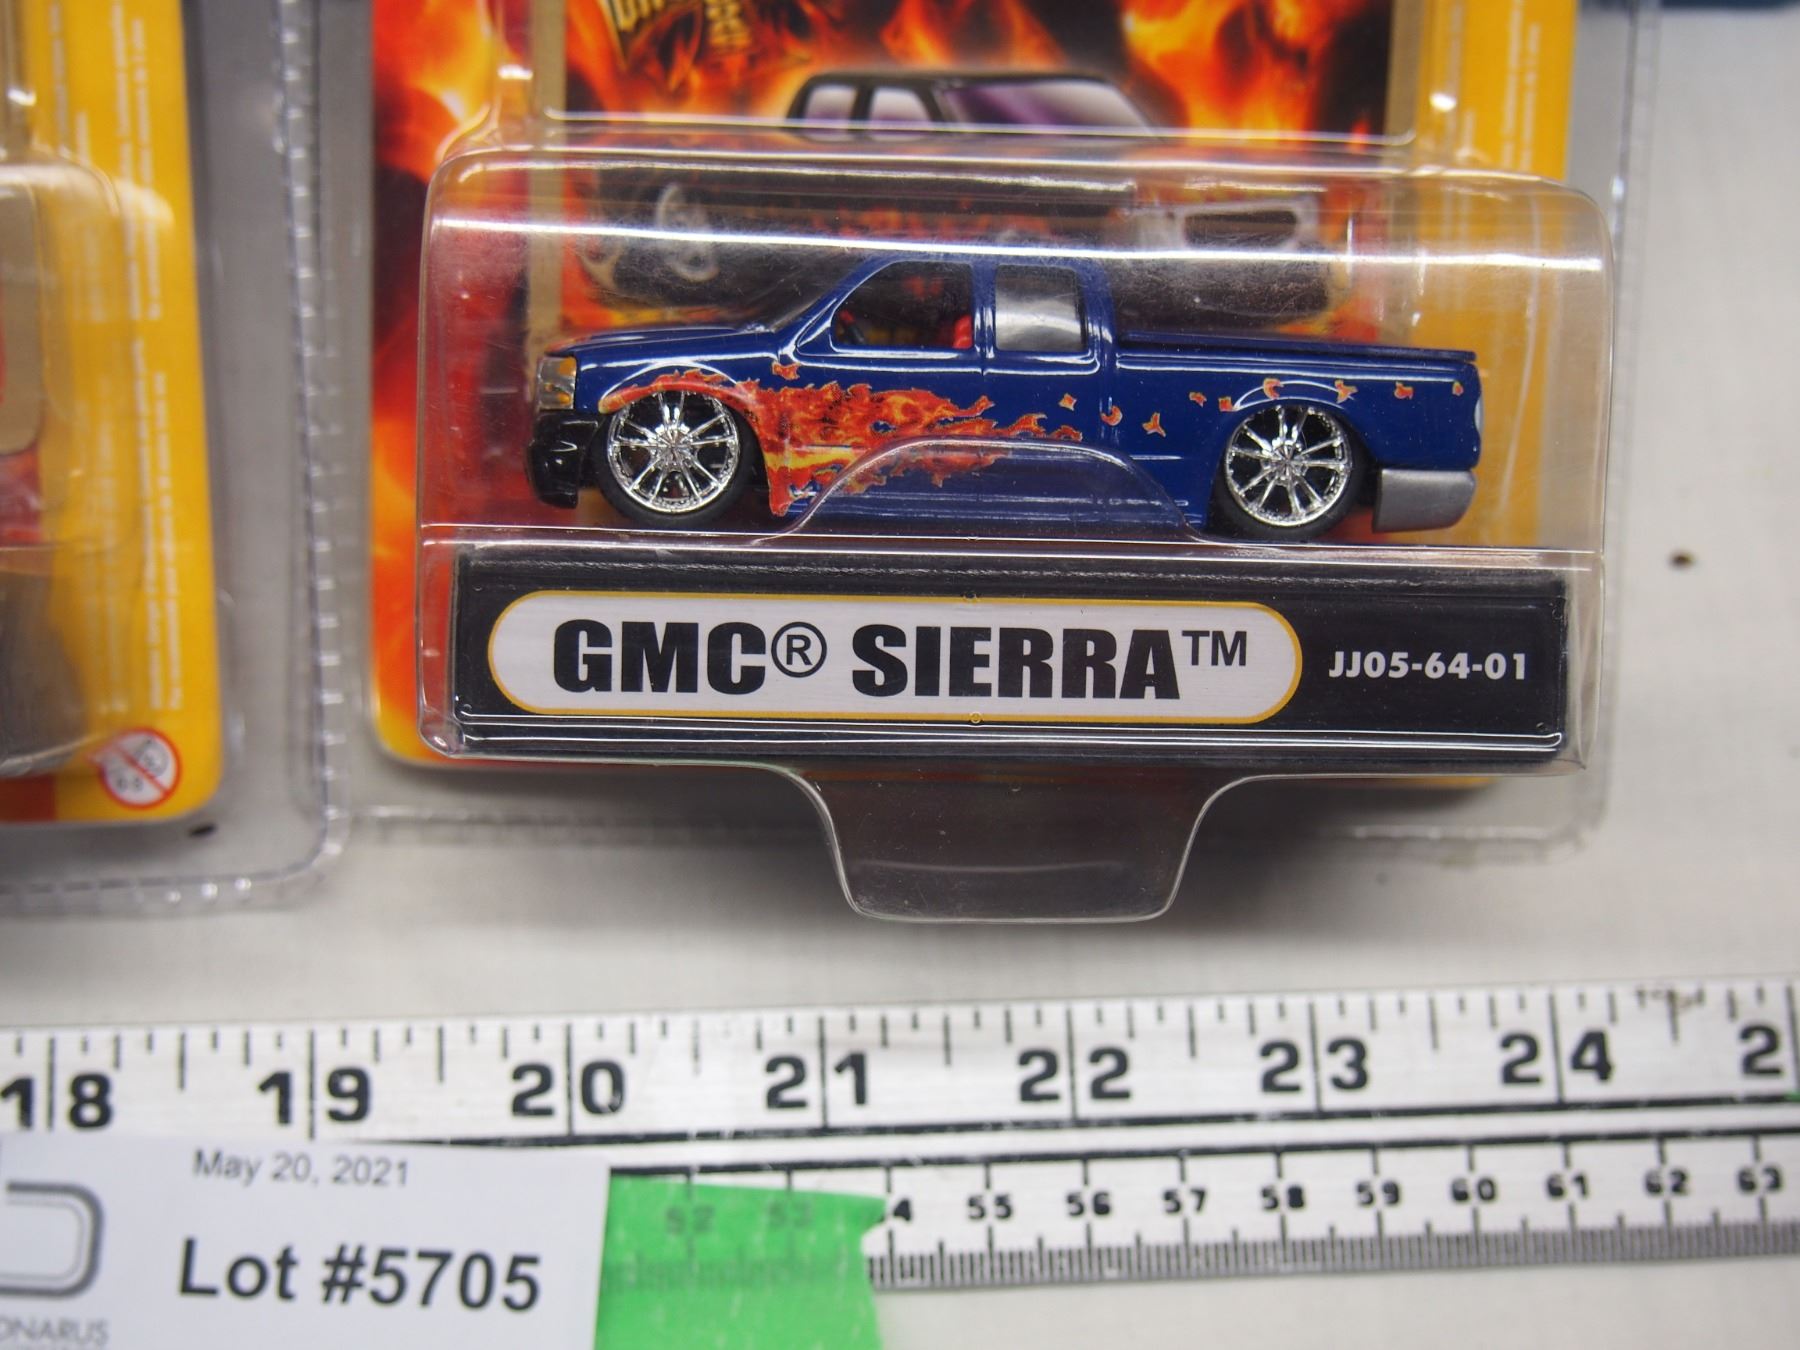 GMC® SIERRA™
JJ05-64-01
18 19 20 21 22 23 24
52 53 54 55 56 57 58 59 60 61 62 63
May 20, 2021
Lot #5705